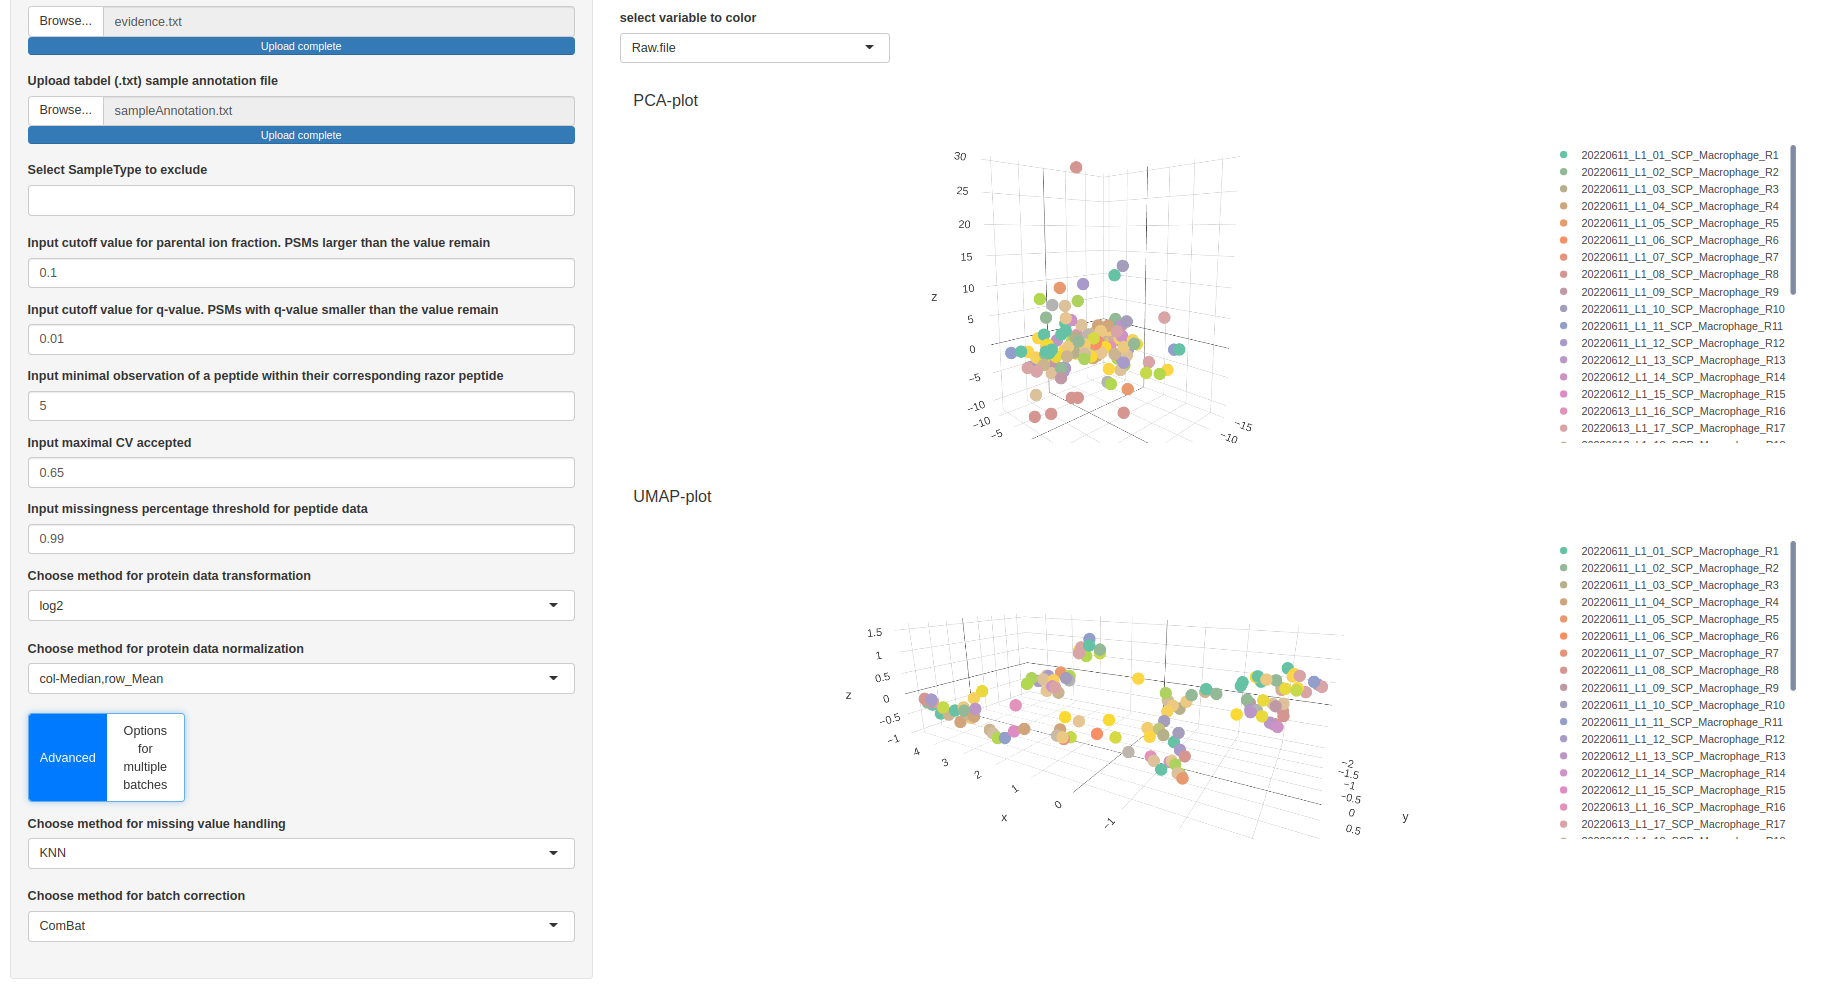 Browse...
evidence.txt
Upload complete
Upload tabdel (.txt) sample annotation file
Browse...
sampleAnnotation.txt
Upload complete
Select SampleType to exclude
Input cutoff value for parental ion fraction. PSMs larger than the value remain
0.1
Input cutoff value for q-value. PSMs with q-value smaller than the value remain
0.01
Input minimal observation of a peptide within their corresponding razor peptide
5
Input maximal CV accepted
0.65
Input missingness percentage threshold for peptide data
0.99
Choose method for protein data transformation
log2
Choose method for protein data normalization
col-Median,row_Mean
Advanced
Options
for
multiple
batches
Choose method for missing value handling
KNN
Choose method for batch correction
ComBat
select variable to color
Raw.file
PCA-plot
30
25
20
15
10
5
0
−5
−10
z
−10
−5
−15
−10
20220611_L1_01_SCP_Macrophage_R1
20220611_L1_02_SCP_Macrophage_R2
20220611_L1_03_SCP_Macrophage_R3
20220611_L1_04_SCP_Macrophage_R4
20220611_L1_05_SCP_Macrophage_R5
20220611_L1_06_SCP_Macrophage_R6
20220611_L1_07_SCP_Macrophage_R7
20220611_L1_08_SCP_Macrophage_R8
20220611_L1_09_SCP_Macrophage_R9
20220611_L1_10_SCP_Macrophage_R10
20220611_L1_11_SCP_Macrophage_R11
20220611_L1_12_SCP_Macrophage_R12
20220612_L1_13_SCP_Macrophage_R13
20220612_L1_14_SCP_Macrophage_R14
20220612_L1_15_SCP_Macrophage_R15
20220613_L1_16_SCP_Macrophage_R16
20220613_L1_17_SCP_Macrophage_R17
UMAP-plot
1.5
1
0.5
0
−0.5
−1
z
4
3
2
1
0
−1
x
−2
−1.5
−1
−0.5
0
0.5
y
20220611_L1_01_SCP_Macrophage_R1
20220611_L1_02_SCP_Macrophage_R2
20220611_L1_03_SCP_Macrophage_R3
20220611_L1_04_SCP_Macrophage_R4
20220611_L1_05_SCP_Macrophage_R5
20220611_L1_06_SCP_Macrophage_R6
20220611_L1_07_SCP_Macrophage_R7
20220611_L1_08_SCP_Macrophage_R8
20220611_L1_09_SCP_Macrophage_R9
20220611_L1_10_SCP_Macrophage_R10
20220611_L1_11_SCP_Macrophage_R11
20220611_L1_12_SCP_Macrophage_R12
20220612_L1_13_SCP_Macrophage_R13
20220612_L1_14_SCP_Macrophage_R14
20220612_L1_15_SCP_Macrophage_R15
20220613_L1_16_SCP_Macrophage_R16
20220613_L1_17_SCP_Macrophage_R17